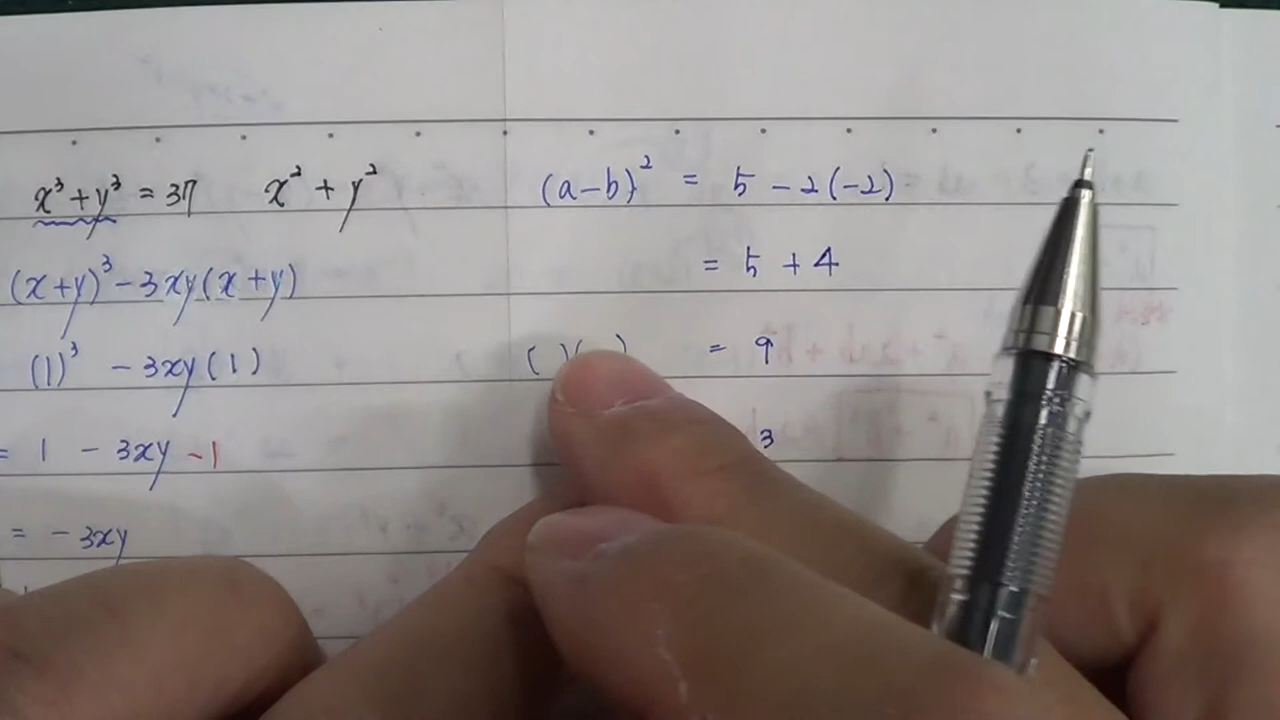 x³ + y³ = 37 x² + y²
(x+y)³ - 3xy(x+y)
(1)³ - 3xy(1)
= 1 - 3xy -1
= -3xy
(a-b)² = 5 - 2(-2)
= 5 + 4
( )( ) = 9
3